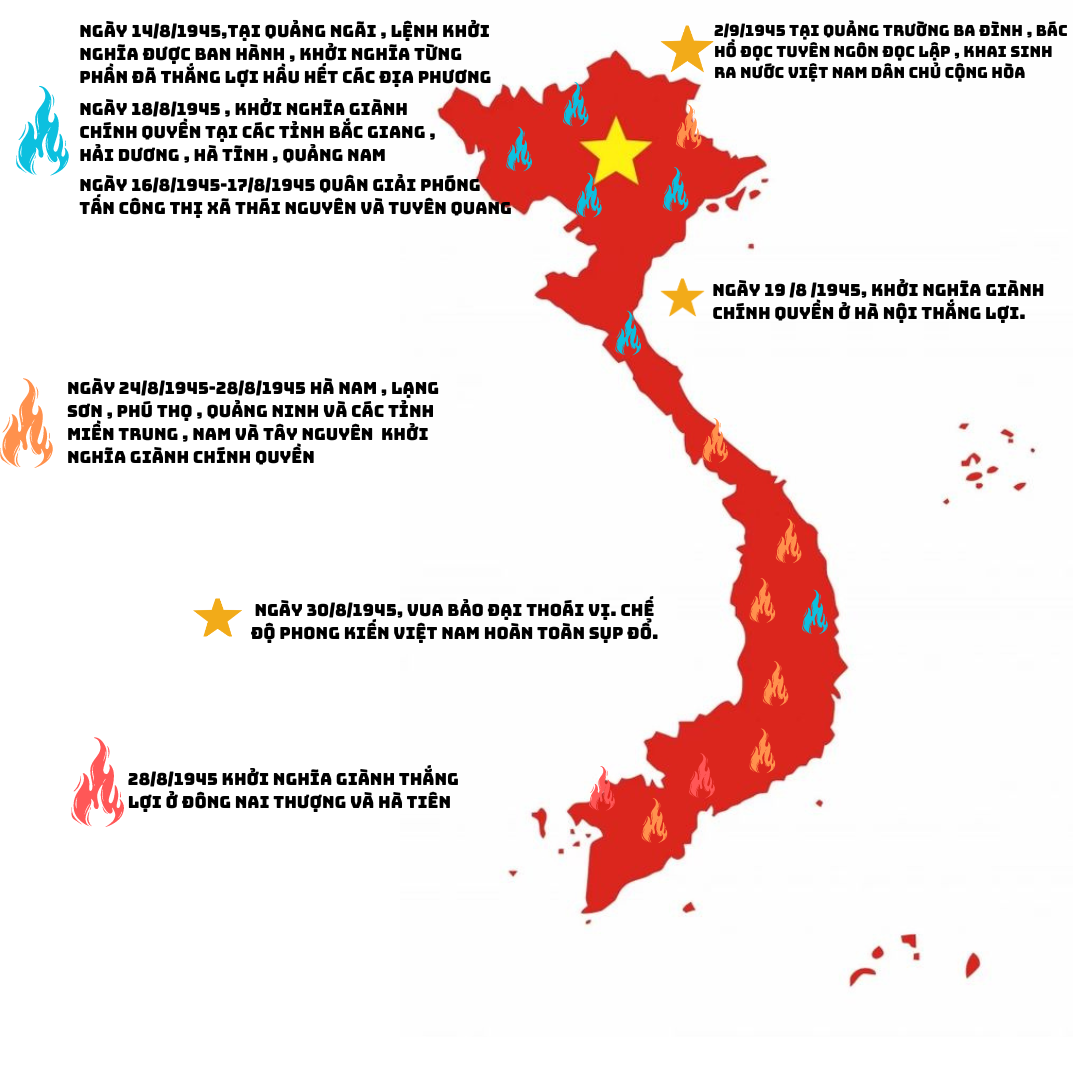 NGÀY 14/8/1945,TẠI QUẢNG NGÃI , LỆNH KHỞI
NGHĨA ĐƯỢC BAN HÀNH , KHỞI NGHĨA TỪNG
PHẦN ĐÃ THẮNG LỢI HẦU HẾT CÁC ĐỊA PHƯƠNG
NGÀY 18/8/1945 , KHỞI NGHĨA GIÀNH
CHÍNH QUYỀN TẠI CÁC TỈNH BẮC GIANG ,
HẢI DƯƠNG , HÀ TĨNH , QUẢNG NAM
NGÀY 16/8/1945-17/8/1945 QUÂN GIẢI PHÓNG
TẤN CÔNG THỊ XÃ THÁI NGUYÊN VÀ TUYÊN QUANG
2/9/1945 TẠI QUẢNG TRƯỜNG BA ĐÌNH , BÁC
HỒ ĐỌC TUYÊN NGÔN ĐỌC LẬP , KHAI SINH
RA NƯỚC VIỆT NAM DÂN CHỦ CỘNG HÒA
NGÀY 19 /8 /1945, KHỞI NGHĨA GIÀNH
CHÍNH QUYỀN Ở HÀ NỘI THẮNG LỢI.
NGÀY 24/8/1945-28/8/1945 HÀ NAM , LẠNG
SƠN , PHÚ THỌ , QUẢNG NINH VÀ CÁC TỈNH
MIỀN TRUNG , NAM VÀ TÂY NGUYÊN KHỞI
NGHĨA GIÀNH CHÍNH QUYỀN
NGÀY 30/8/1945, VUA BẢO ĐẠI THOÁI VỊ. CHẾ
ĐỘ PHONG KIẾN VIỆT NAM HOÀN TOÀN SỤP ĐỔ.
28/8/1945 KHỞI NGHĨA GIÀNH THẮNG
LỢI Ở ĐÔNG NAI THƯỢNG VÀ HÀ TIÊN